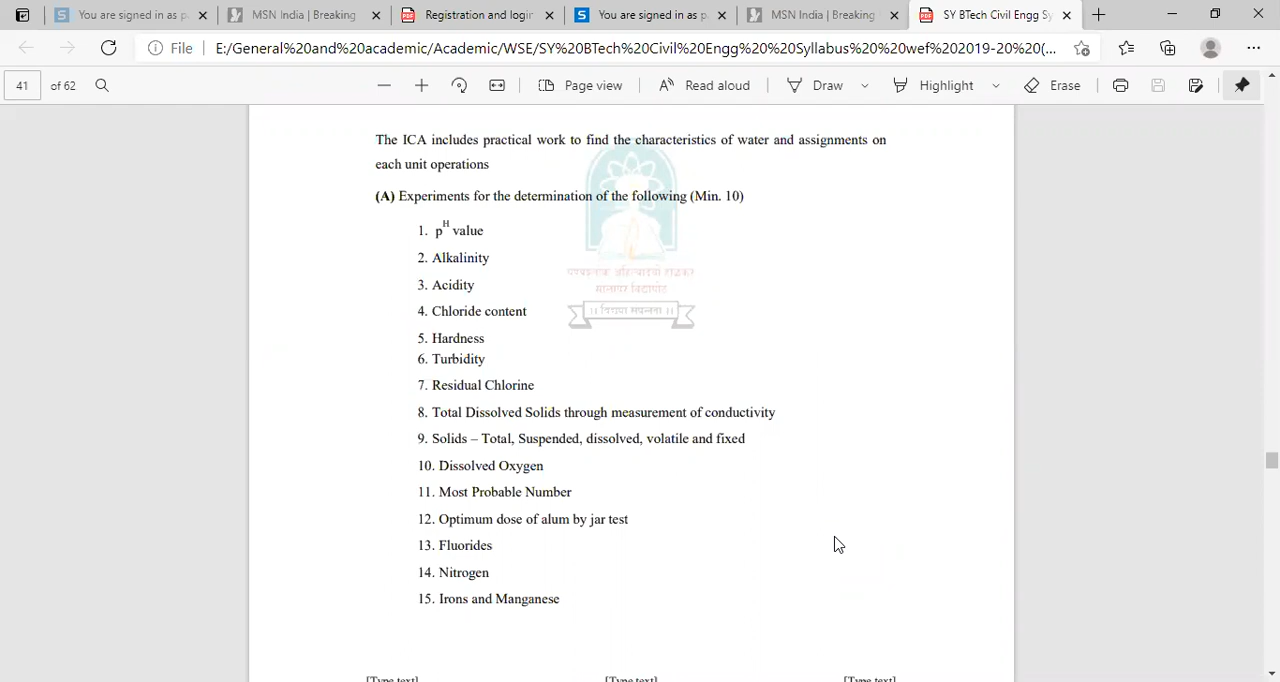 You are signed in as p
MSN India | Breaking
Registration and login
You are signed in as p
MSN India | Breaking
SY BTech Civil Engg Sy
File
E:/General%20and%20academic/Academic/WSE/SY%20BTech%20Civil%20Engg%20%20Syllabus%20%20wef%202019-20%20(...
41 of 62
Page view
Read aloud
Draw
Highlight
Erase
The ICA includes practical work to find the characteristics of water and assignments on
each unit operations
(A) Experiments for the determination of the following (Min. 10)
1. pH value
2. Alkalinity
3. Acidity
4. Chloride content
।। विद्यया सम्पन्नता ।।
5. Hardness
6. Turbidity
7. Residual Chlorine
8. Total Dissolved Solids through measurement of conductivity
9. Solids – Total, Suspended, dissolved, volatile and fixed
10. Dissolved Oxygen
11. Most Probable Number
12. Optimum dose of alum by jar test
13. Fluorides
14. Nitrogen
15. Irons and Manganese
[Type text]
[Type text]
[Type text]